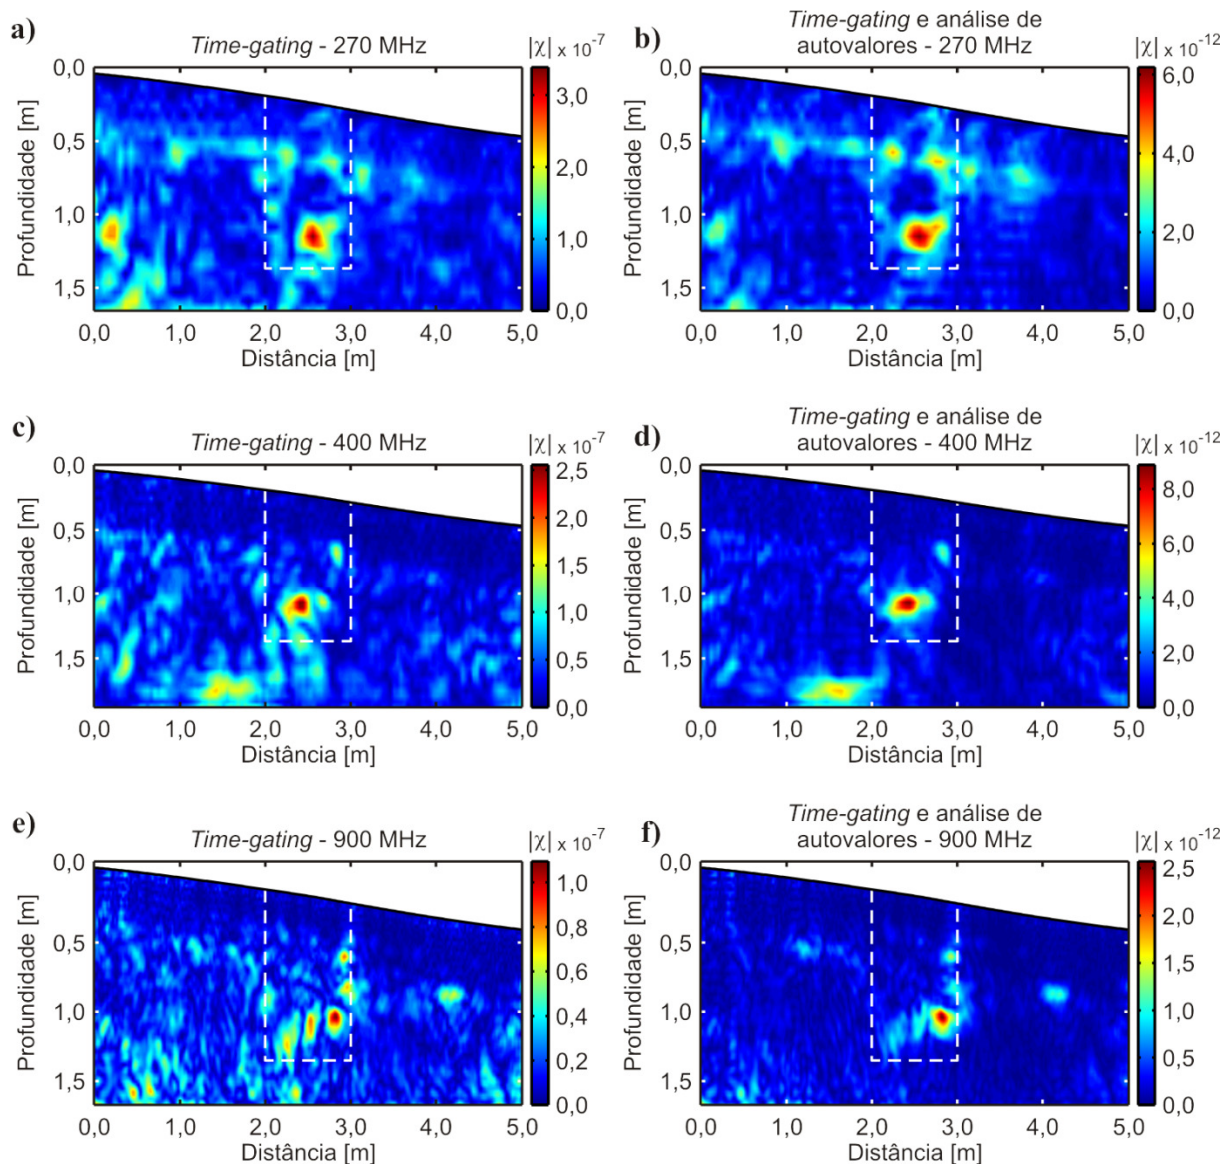 a)
Time-gating - 270 MHz
|χ| x 10-7
Profundidade [m]
0,0
0,5
1,0
1,5
0,0 1,0 2,0 3,0 4,0 5,0
Distância [m]
3,0
2,0
1,0
0,0
b)
Time-gating e análise de
autovalores - 270 MHz
|χ| x 10-12
Profundidade [m]
0,0
0,5
1,0
1,5
0,0 1,0 2,0 3,0 4,0 5,0
Distância [m]
6,0
4,0
2,0
0,0
c)
Time-gating - 400 MHz
|χ| x 10-7
Profundidade [m]
0,0
0,5
1,0
1,5
0,0 1,0 2,0 3,0 4,0 5,0
Distância [m]
2,5
2,0
1,5
1,0
0,5
0,0
d)
Time-gating e análise de
autovalores - 400 MHz
|χ| x 10-12
Profundidade [m]
0,0
0,5
1,0
1,5
0,0 1,0 2,0 3,0 4,0 5,0
Distância [m]
8,0
6,0
4,0
2,0
0,0
e)
Time-gating - 900 MHz
|χ| x 10-7
Profundidade [m]
0,0
0,5
1,0
1,5
0,0 1,0 2,0 3,0 4,0 5,0
Distância [m]
1,0
0,8
0,6
0,4
0,2
0,0
f)
Time-gating e análise de
autovalores - 900 MHz
|χ| x 10-12
Profundidade [m]
0,0
0,5
1,0
1,5
0,0 1,0 2,0 3,0 4,0 5,0
Distância [m]
2,5
2,0
1,5
1,0
0,5
0,0